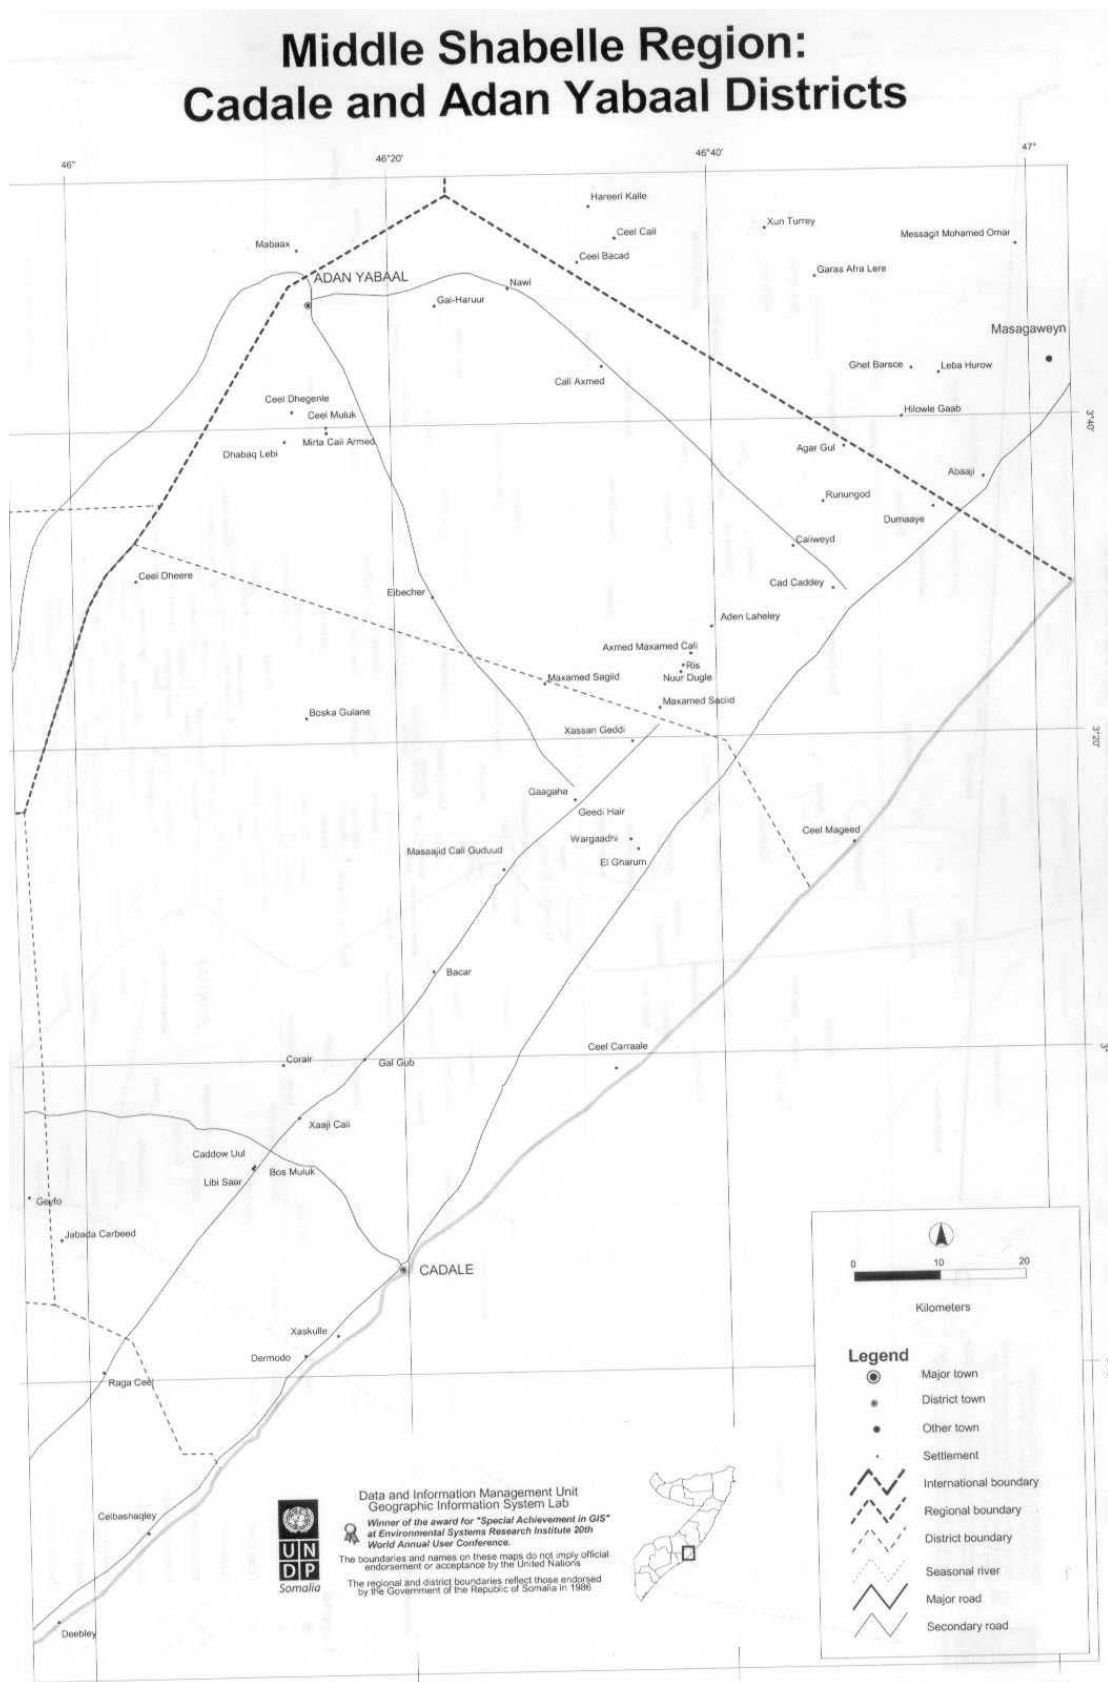 Middle Shabelle Region:
Cadale and Adan Yabaal Districts
46°
46°20'
46°40'
47°
Hareeri Kalle
Xun Turrey
Ceel Cali
Messagit Mohamed Omar
Mabaax
Ceel Bacad
Garas Afra Lere
ADAN YABAAL
Nawi
Gal-Haruur
Masagaweyn
Ghet Barsce
Leba Hurow
Cali Axmed
Ceel Dhegenle
Hilowle Gaab
Ceel Muluk
3°40'
Mirta Cali Armed
Agar Gul
Dhabaq Lebi
Abaaji
Runungod
Dumaaye
Caliweyd
Ceel Dheere
Cad Caddey
Eibecher
Aden Laheley
Axmed Maxamed Cali
Ris
Maxamed Sagiid
Nuur Dugle
Maxamed Saciid
Boska Gulane
Xassan Geddi
3°20'
Gaagaha
Geedi Hair
Ceel Mageed
Wargaadhi
Masaajid Cali Guduud
El Gharum
Bacar
Ceel Carraale
3°
Corair
Gal Gub
Xaaji Cali
Caddow Uul
Bos Muluk
Libi Saar
Geyfo
Jabada Carbeed
CADALE
0 10 20
Kilometers
Xaskulle
Dermodo
Raga Ceel
Legend
Major town
District town
Other town
Settlement
International boundary
Regional boundary
District boundary
Seasonal river
Major road
Secondary road
Celbashaqley
Deebley
UN
DP
Somalia
Data and Information Management Unit
Geographic Information System Lab
Winner of the award for "Special Achievement in GIS"
at Environmental Systems Research Institute 20th
World Annual User Conference.
The boundaries and names on these maps do not imply official
endorsement or acceptance by the United Nations
The regional and district boundaries reflect those endorsed
by the Government of the Republic of Somalia in 1986